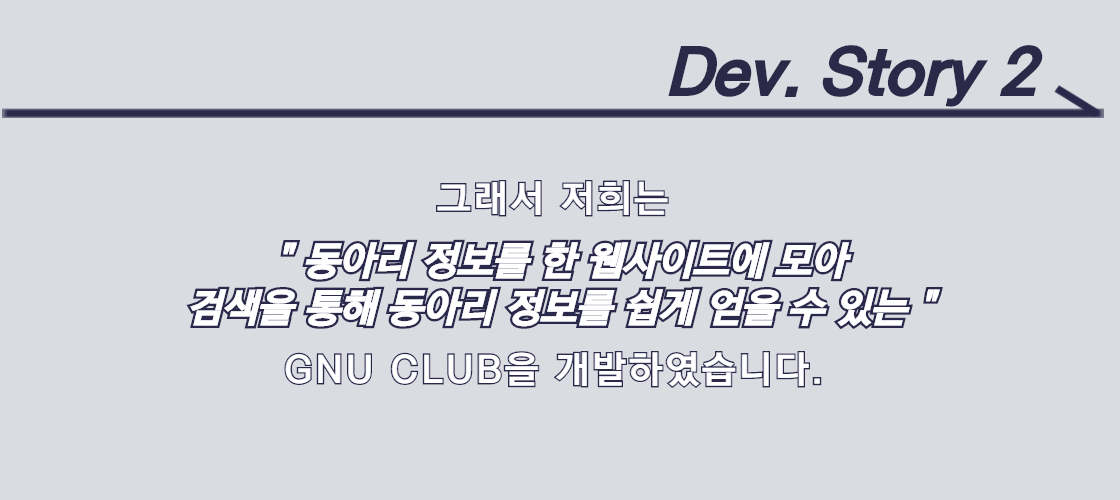 Dev. Story 2
그래서 저희는
" 동아리 정보를 한 웹사이트에 모아
검색을 통해 동아리 정보를 쉽게 얻을 수 있는 "
GNU CLUB을 개발하였습니다.